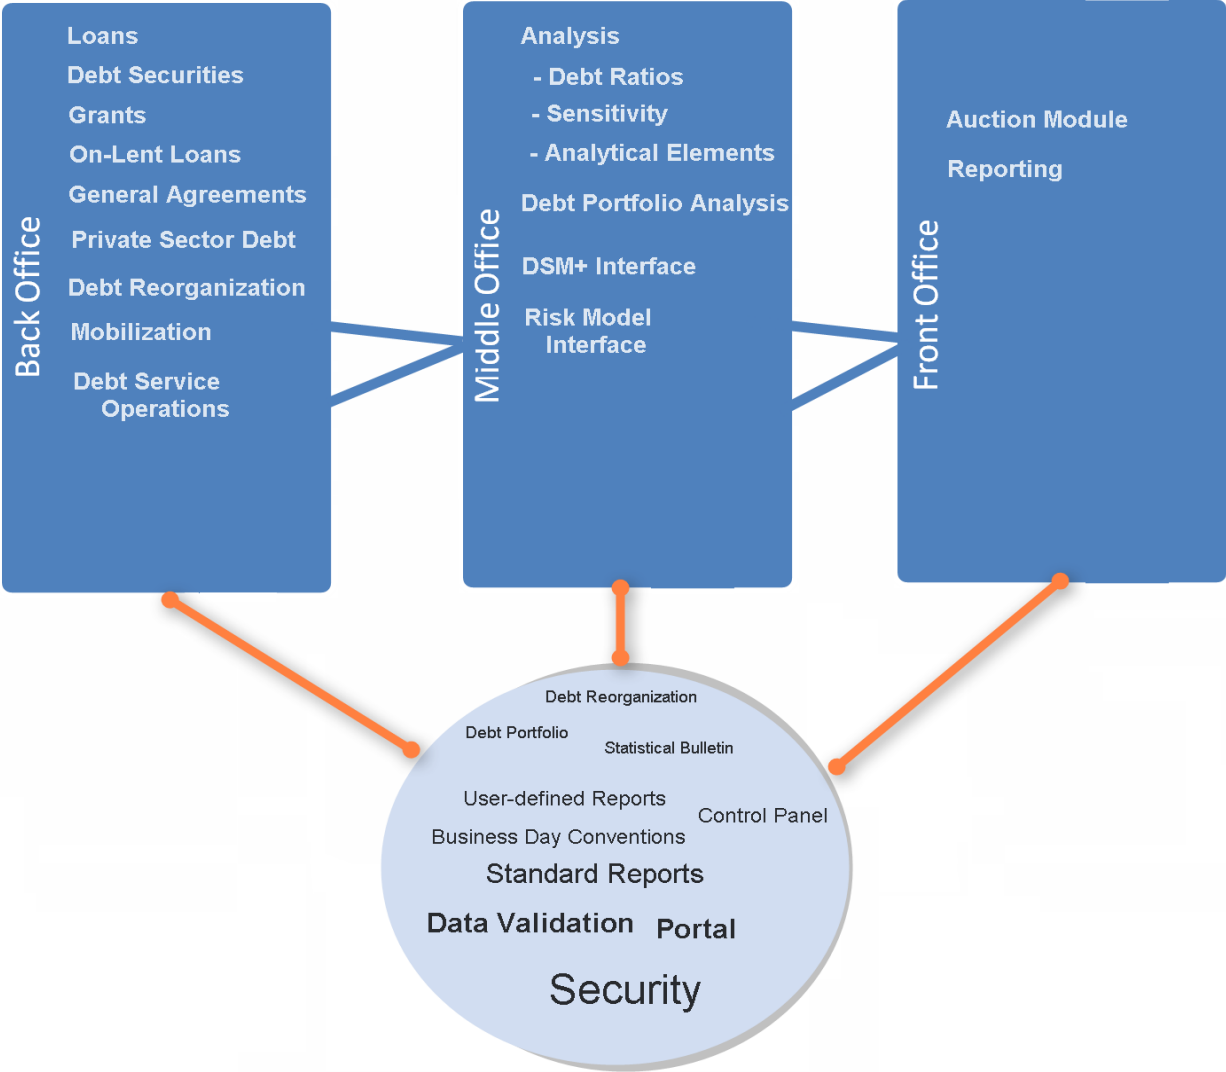 Back Office
Loans
Debt Securities
Grants
On-Lent Loans
General Agreements
Private Sector Debt
Debt Reorganization
Mobilization
Debt Service
Operations
Middle Office
Analysis
- Debt Ratios
- Sensitivity
- Analytical Elements
Debt Portfolio Analysis
DSM+ Interface
Risk Model
Interface
Front Office
Auction Module
Reporting
Debt Reorganization
Debt Portfolio
Statistical Bulletin
User-defined Reports
Control Panel
Business Day Conventions
Standard Reports
Data Validation
Portal
Security